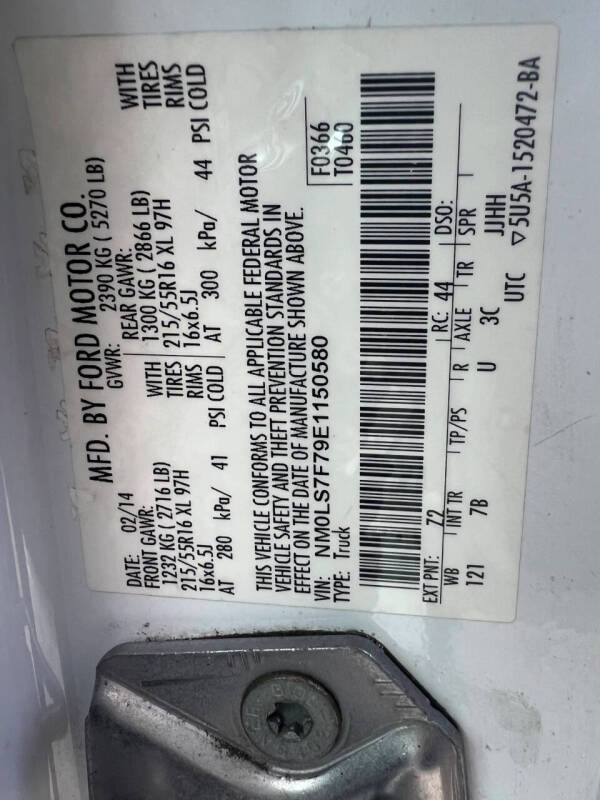 MFD. BY FORD MOTOR CO.
DATE: 02/14 GVWR: 2390 KG ( 5270 LB)
FRONT GAWR: REAR GAWR:
1232 KG ( 2716 LB) WITH 1300 KG ( 2866 LB) WITH
215/55R16 XL 97H TIRES 215/55R16 XL 97H TIRES
16x6.5J RIMS 16x6.5J RIMS
AT 280 kPa/ 41 PSI COLD AT 300 kPa/ 44 PSI COLD
THIS VEHICLE CONFORMS TO ALL APPLICABLE FEDERAL MOTOR
VEHICLE SAFETY AND THEFT PREVENTION STANDARDS IN
EFFECT ON THE DATE OF MANUFACTURE SHOWN ABOVE.
VIN: NM0LS7F79E1150580 F0366
TYPE: Truck T0460
EXT PNT: Z2 RC: 44 DSO:
WB INT TR TP/PS R AXLE TR SPR
121 7B U 3C JJHH
UTC ▽5U5A-1520472-BA